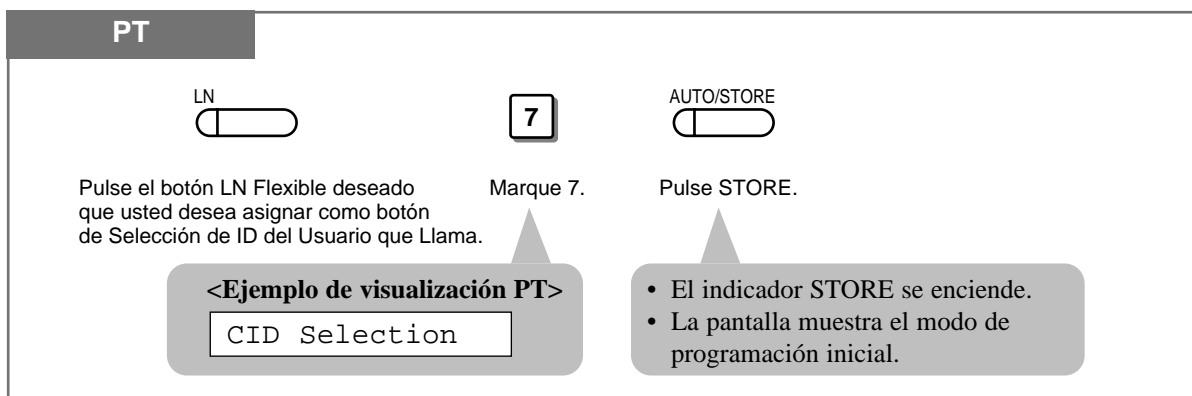 PT
LN
7
AUTO/STORE
Pulse el botón LN Flexible deseado
que usted desea asignar como botón
de Selección de ID del Usuario que Llama.
Marque 7.
Pulse STORE.
<Ejemplo de visualización PT>
CID Selection
• El indicador STORE se enciende.
• La pantalla muestra el modo de
programación inicial.